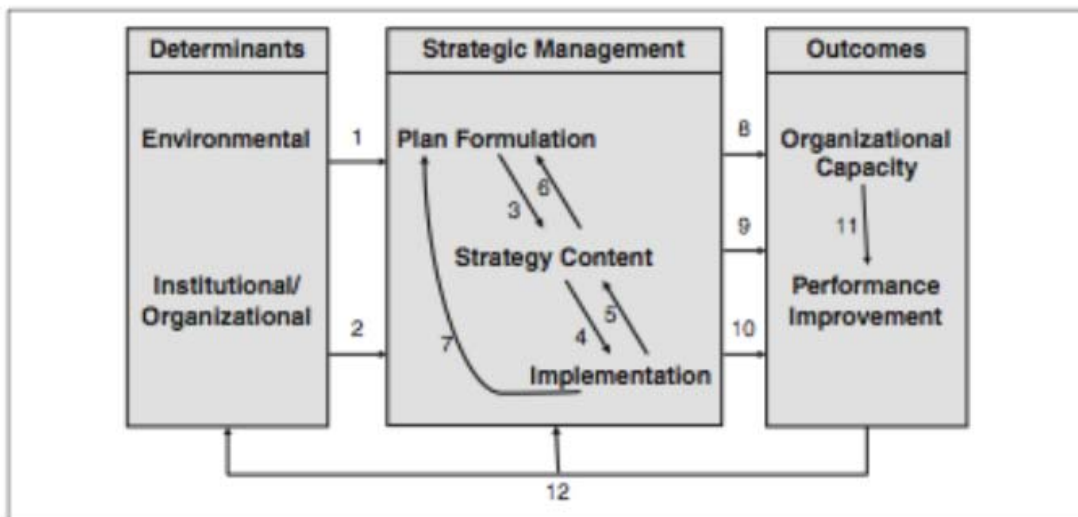 Determinants
Strategic Management
Outcomes
Environmental
1
Plan Formulation
8
Organizational
Capacity
6
3
9
11
Strategy Content
Institutional/
Organizational
Performance
Improvement
2
7
4
5
10
Implementation
12